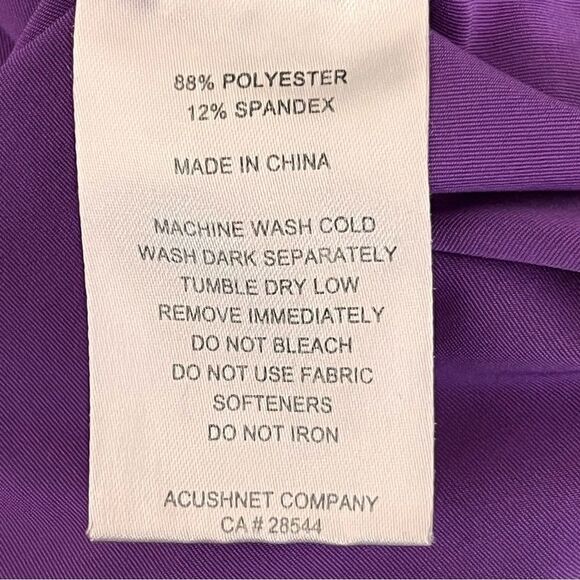 88% POLYESTER
12% SPANDEX
MADE IN CHINA
MACHINE WASH COLD
WASH DARK SEPARATELY
TUMBLE DRY LOW
REMOVE IMMEDIATELY
DO NOT BLEACH
DO NOT USE FABRIC
SOFTENERS
DO NOT IRON
ACUSHNET COMPANY
CA # 28544